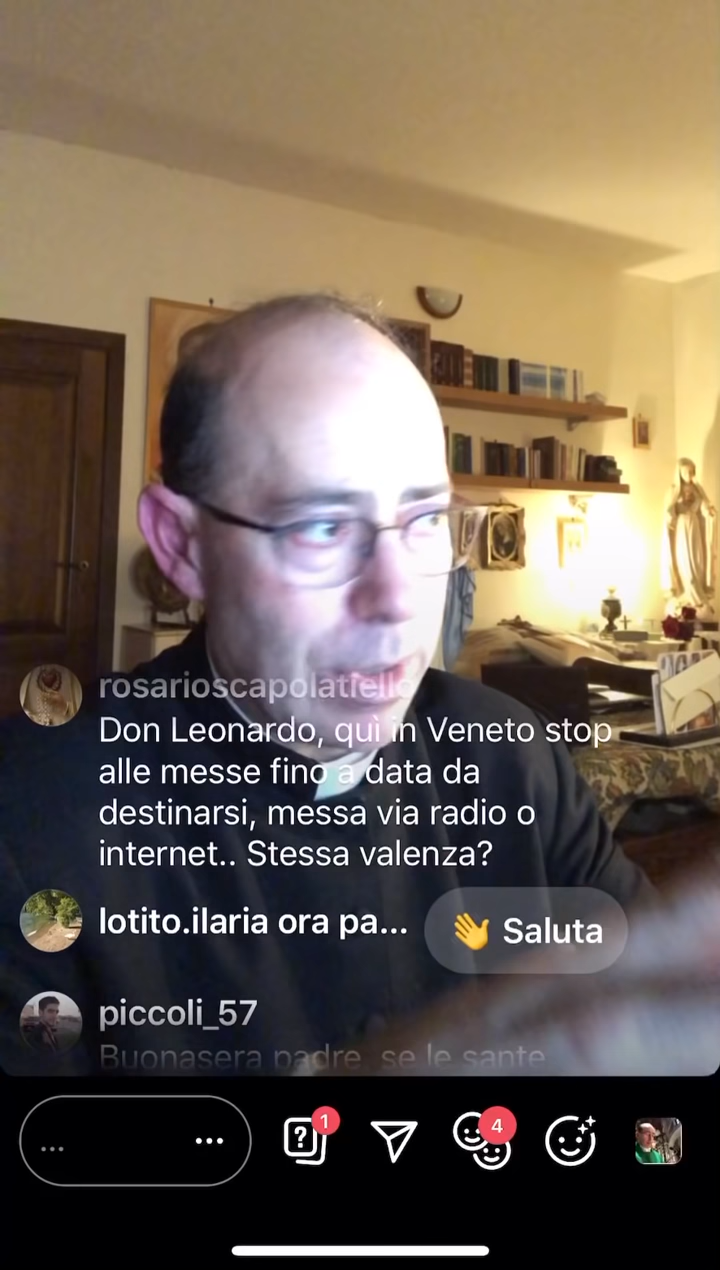 rosarioscapolatiello
Don Leonardo, quì in Veneto stop
alle messe fino a data da
destinarsi, messa via radio o
internet.. Stessa valenza?
lotito.ilaria ora pa...
👋 Saluta
piccoli_57
Buonasera padre se le sante
...
...
1
4